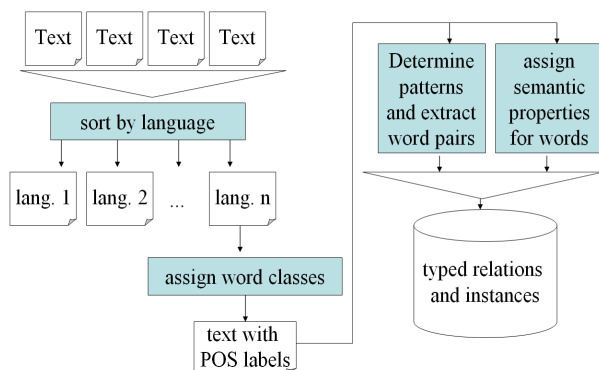 Text
Text
Text
Text
sort by language
lang. 1
lang. 2
...
lang. n
assign word classes
text with
POS labels
Determine
patterns
and extract
word pairs
assign
semantic
properties
for words
typed relations
and instances